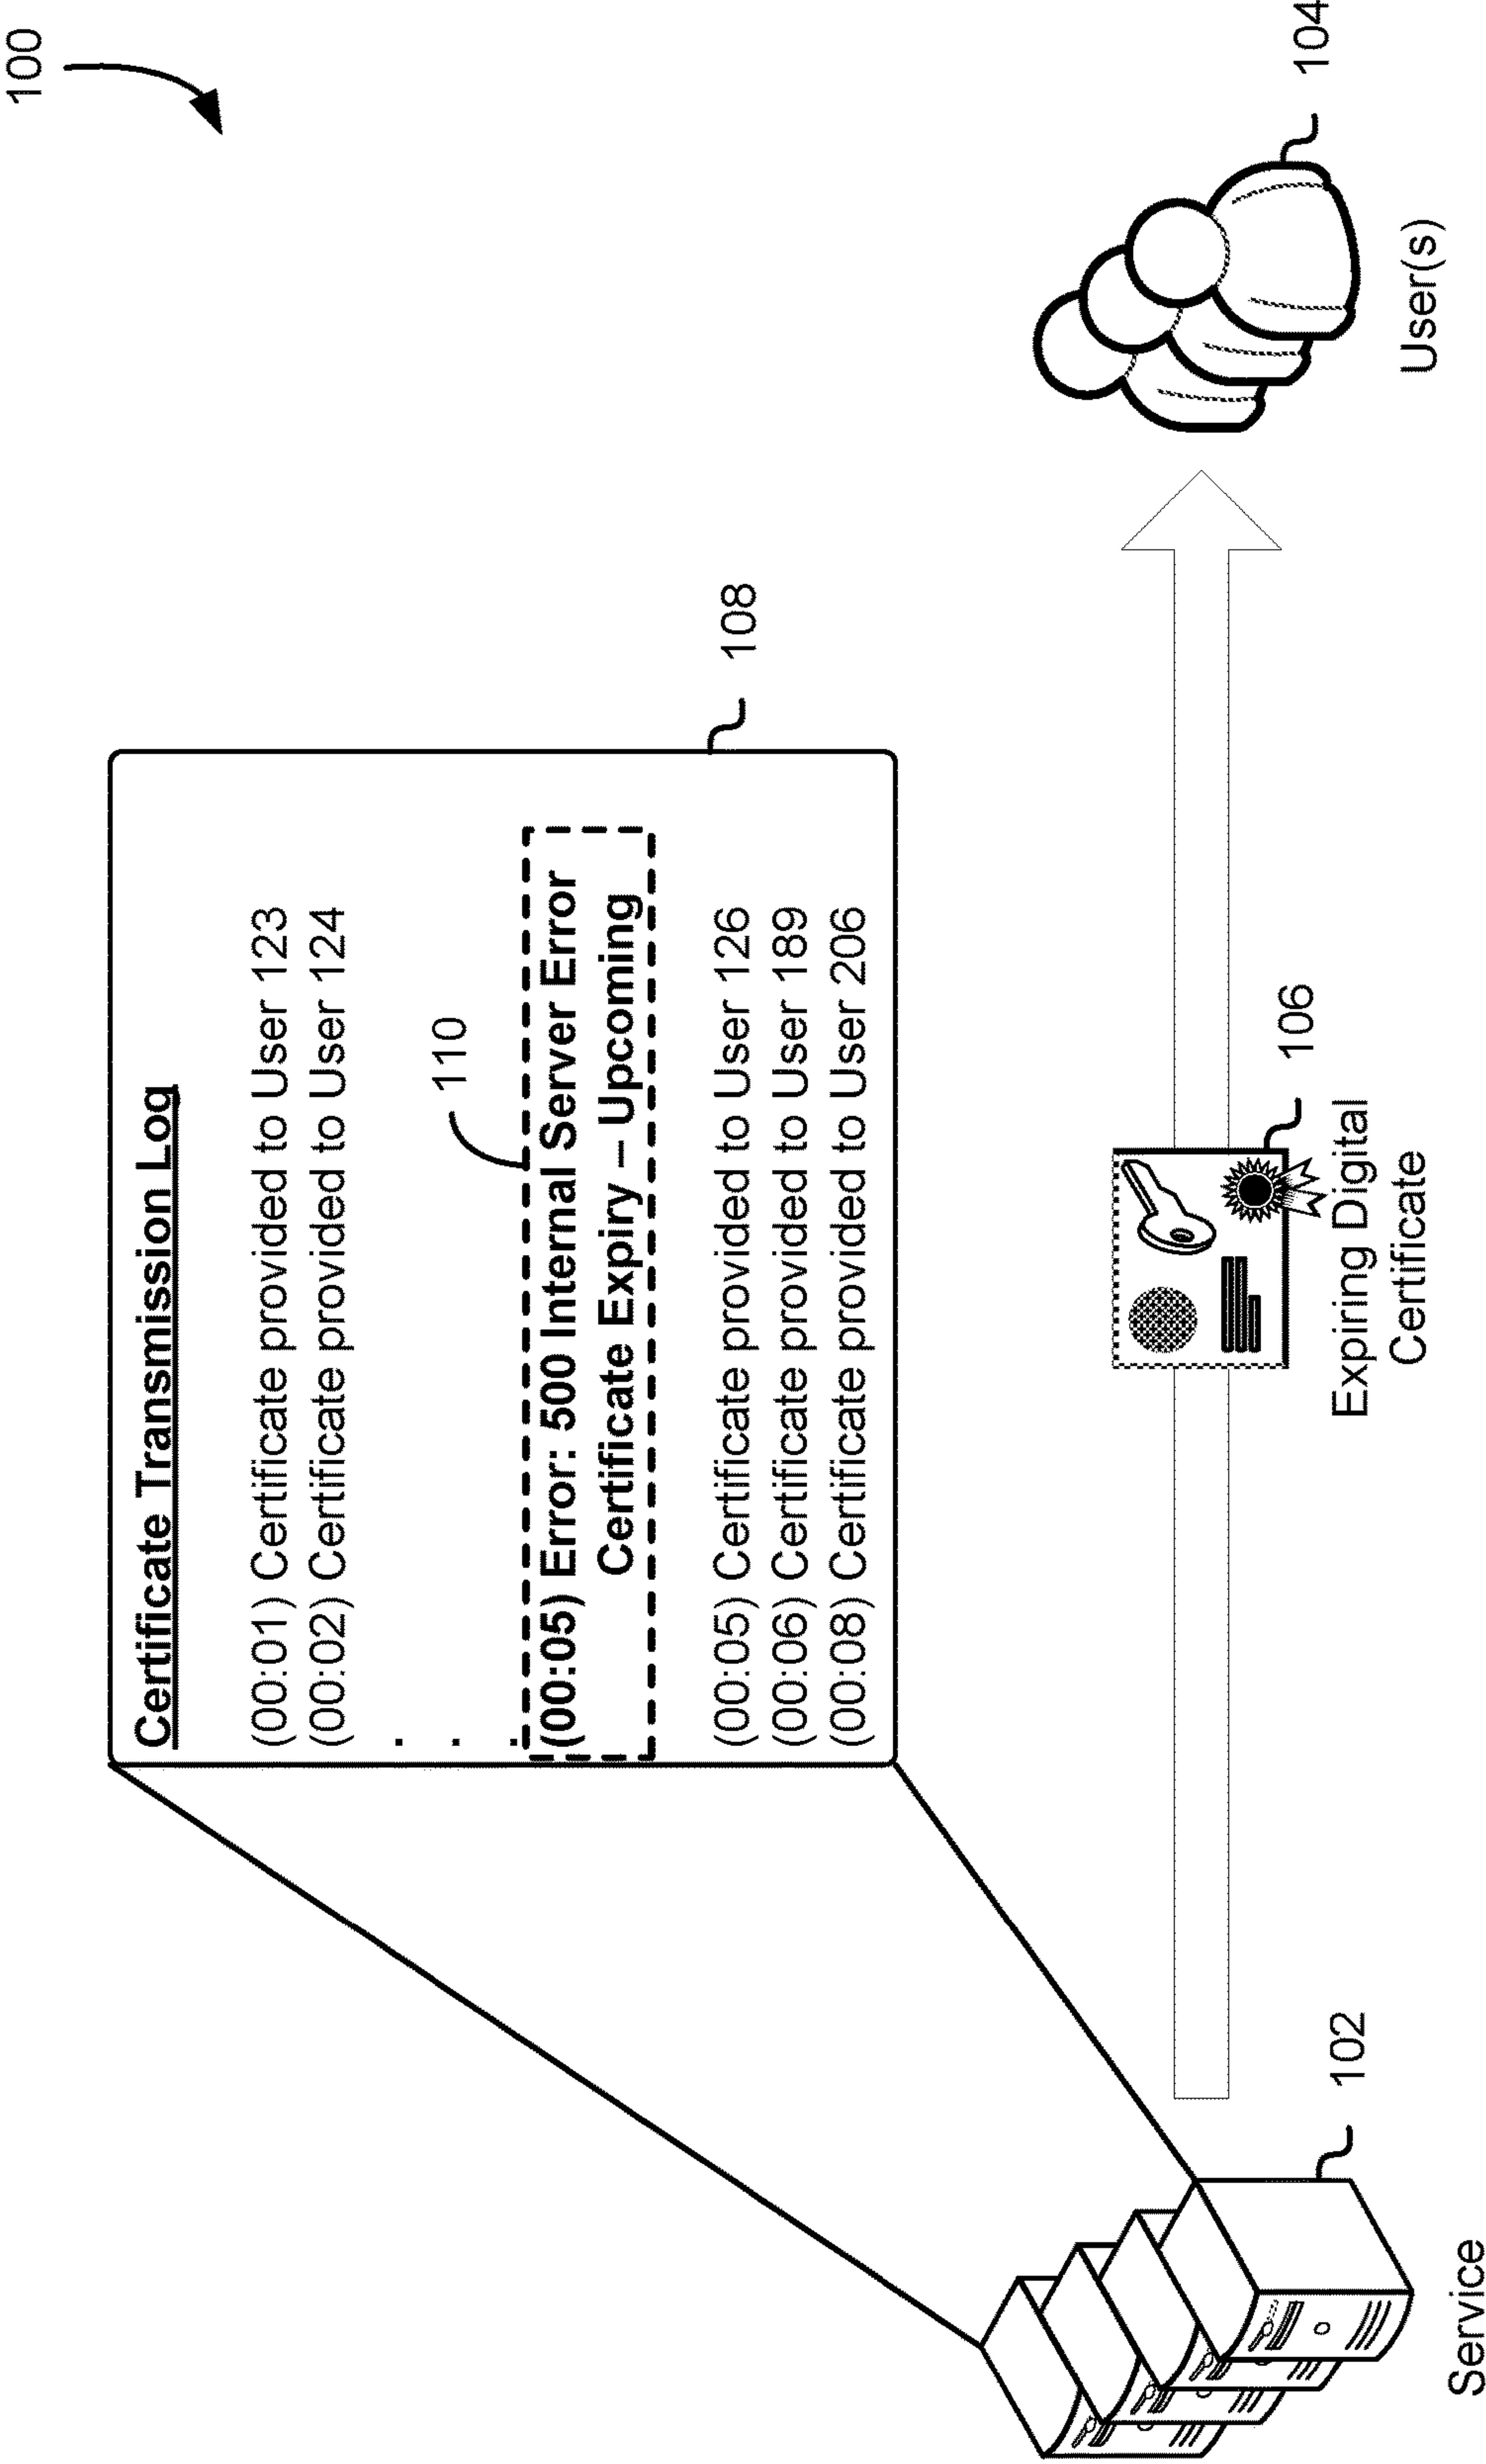 100
Certificate Transmission Log
(00:01) Certificate provided to User 123
(00:02) Certificate provided to User 124
.
.
.
110
(00:05) Error: 500 Internal Server Error
Certificate Expiry – Upcoming
(00:05) Certificate provided to User 126
(00:06) Certificate provided to User 189
(00:08) Certificate provided to User 206
108
106
Expiring Digital
Certificate
102
Service
104
User(s)